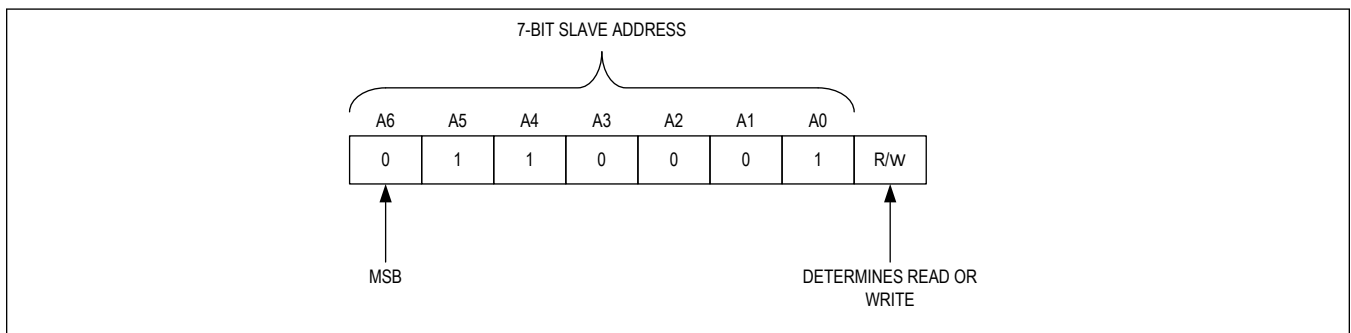 7-BIT SLAVE ADDRESS
A6 A5 A4 A3 A2 A1 A0
0 1 1 0 0 0 1 R/W
MSB
DETERMINES READ OR
WRITE